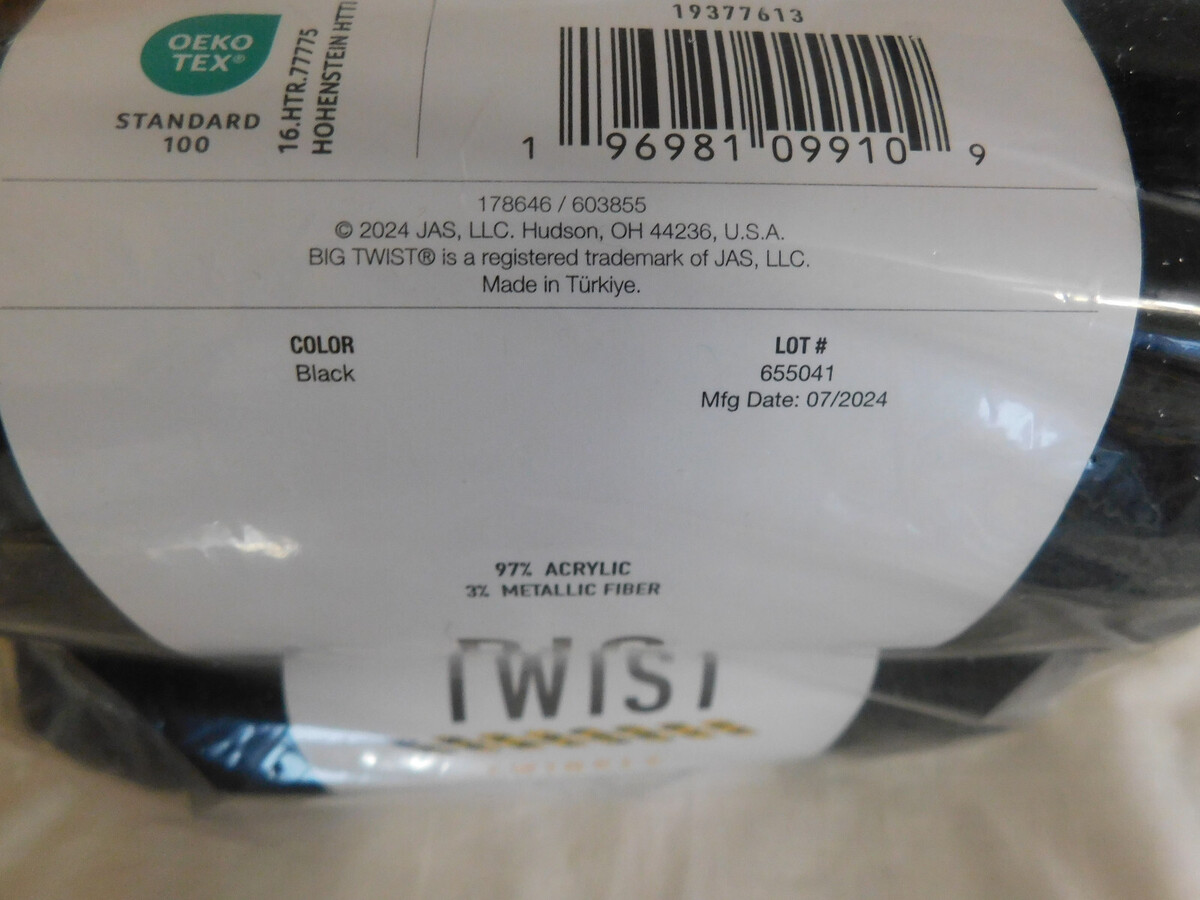 OEKO
TEX®
STANDARD
100
16.HTR.77775
HOHENSTEIN HTTI
19377613
1 96981 09910 9
178646 / 603855
© 2024 JAS, LLC. Hudson, OH 44236, U.S.A.
BIG TWIST® is a registered trademark of JAS, LLC.
Made in Türkiye.
COLOR
Black
LOT #
655041
Mfg Date: 07/2024
97% ACRYLIC
3% METALLIC FIBER
TWIST